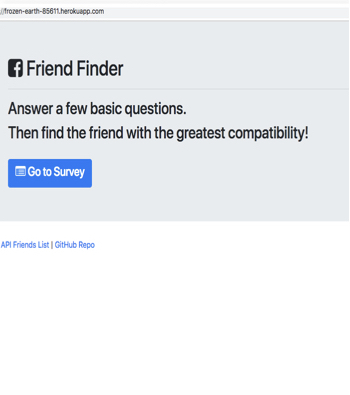 //frozen-earth-85611.herokuapp.com
Friend Finder
Answer a few basic questions.
Then find the friend with the greatest compatibility!
Go to Survey
API Friends List | GitHub Repo